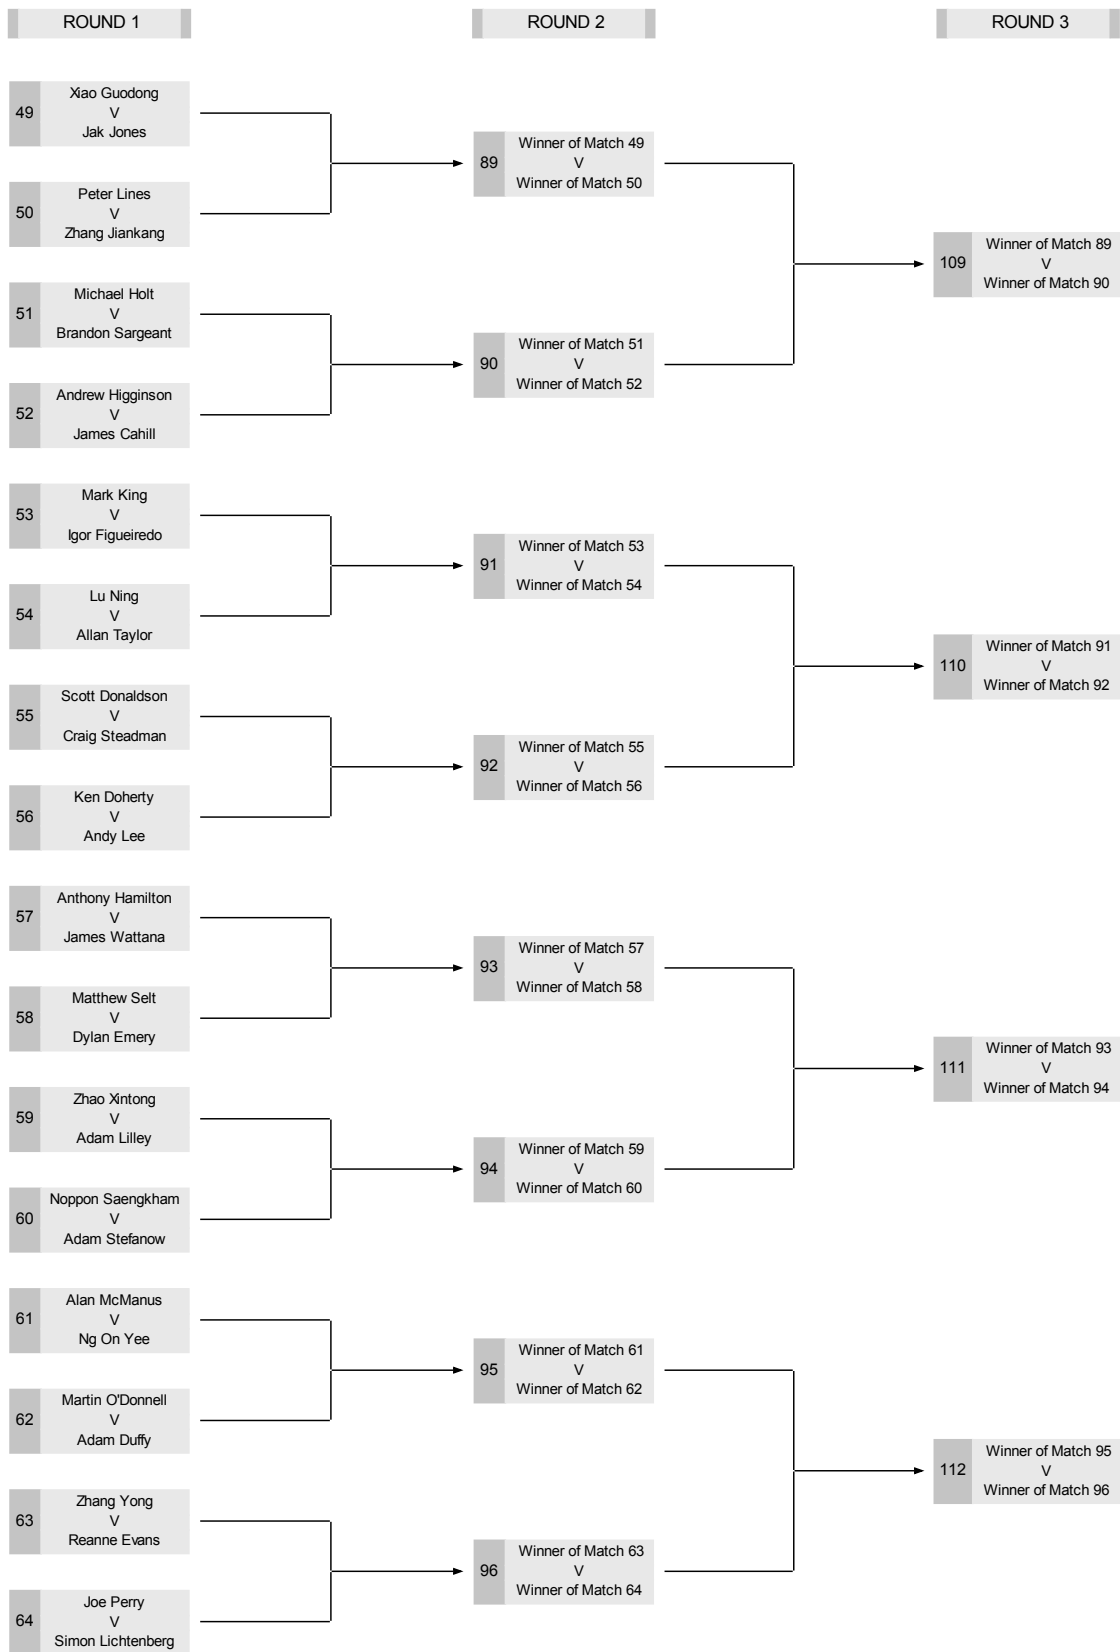 ROUND 1
ROUND 2
ROUND 3
49
Xiao Guodong
V
Jak Jones
50
Peter Lines
V
Zhang Jiankang
51
Michael Holt
V
Brandon Sargeant
52
Andrew Higginson
V
James Cahill
53
Mark King
V
Igor Figueiredo
54
Lu Ning
V
Allan Taylor
55
Scott Donaldson
V
Craig Steadman
56
Ken Doherty
V
Andy Lee
57
Anthony Hamilton
V
James Wattana
58
Matthew Selt
V
Dylan Emery
59
Zhao Xintong
V
Adam Lilley
60
Noppon Saengkham
V
Adam Stefanow
61
Alan McManus
V
Ng On Yee
62
Martin O'Donnell
V
Adam Duffy
63
Zhang Yong
V
Reanne Evans
64
Joe Perry
V
Simon Lichtenberg
89
Winner of Match 49
V
Winner of Match 50
90
Winner of Match 51
V
Winner of Match 52
91
Winner of Match 53
V
Winner of Match 54
92
Winner of Match 55
V
Winner of Match 56
93
Winner of Match 57
V
Winner of Match 58
94
Winner of Match 59
V
Winner of Match 60
95
Winner of Match 61
V
Winner of Match 62
96
Winner of Match 63
V
Winner of Match 64
109
Winner of Match 89
V
Winner of Match 90
110
Winner of Match 91
V
Winner of Match 92
111
Winner of Match 93
V
Winner of Match 94
112
Winner of Match 95
V
Winner of Match 96